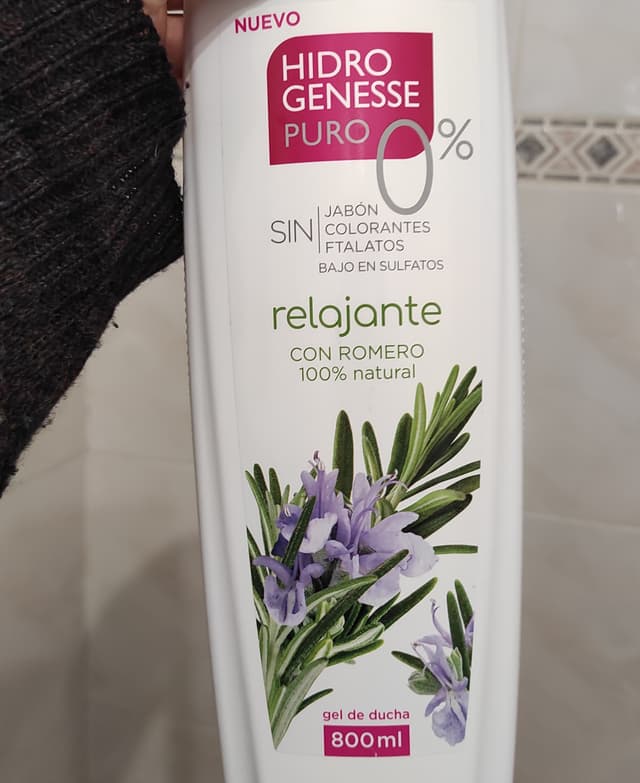 NUEVO
HIDRO
GENESSE
PURO 0%
SIN
JABÓN
COLORANTES
FTALATOS
BAJO EN SULFATOS
relajante
CON ROMERO
100% natural
gel de ducha
800ml